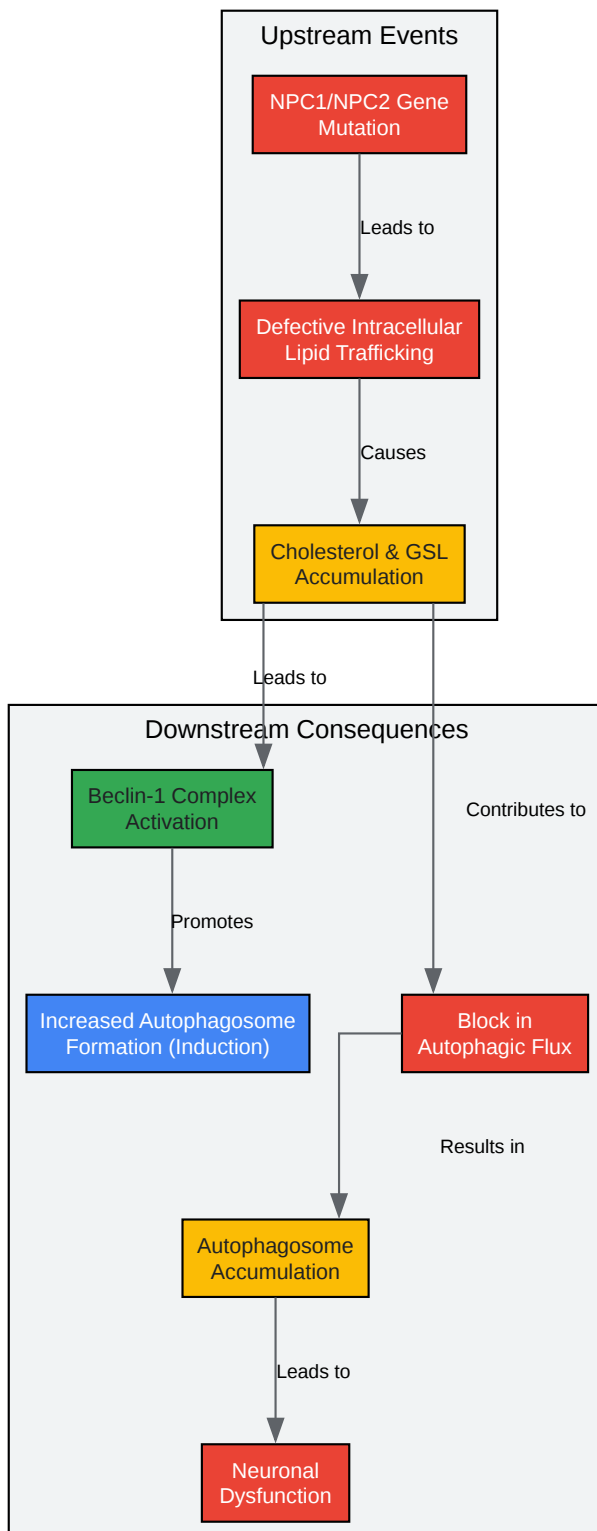 Upstream Events
NPC1/NPC2 Gene
Mutation
Leads to
Defective Intracellular
Lipid Trafficking
Causes
Cholesterol & GSL
Accumulation
Leads to
Downstream Consequences
Beclin-1 Complex
Activation
Contributes to
Promotes
Increased Autophagosome
Formation (Induction)
Block in
Autophagic Flux
Results in
Autophagosome
Accumulation
Leads to
Neuronal
Dysfunction